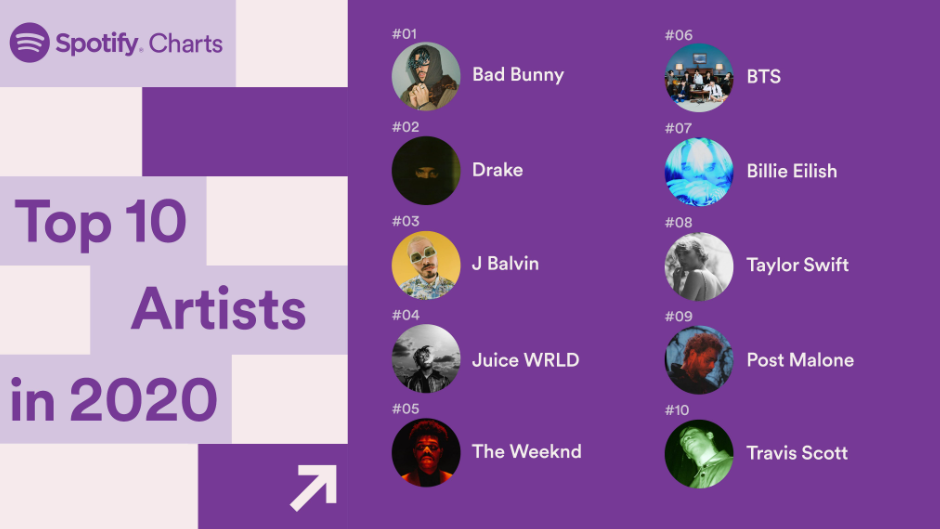 Spotify® Charts
Top 10
Artists
in 2020
#01
Bad Bunny
#02
Drake
#03
J Balvin
#04
Juice WRLD
#05
The Weeknd
#06
BTS
#07
Billie Eilish
#08
Taylor Swift
#09
Post Malone
#10
Travis Scott